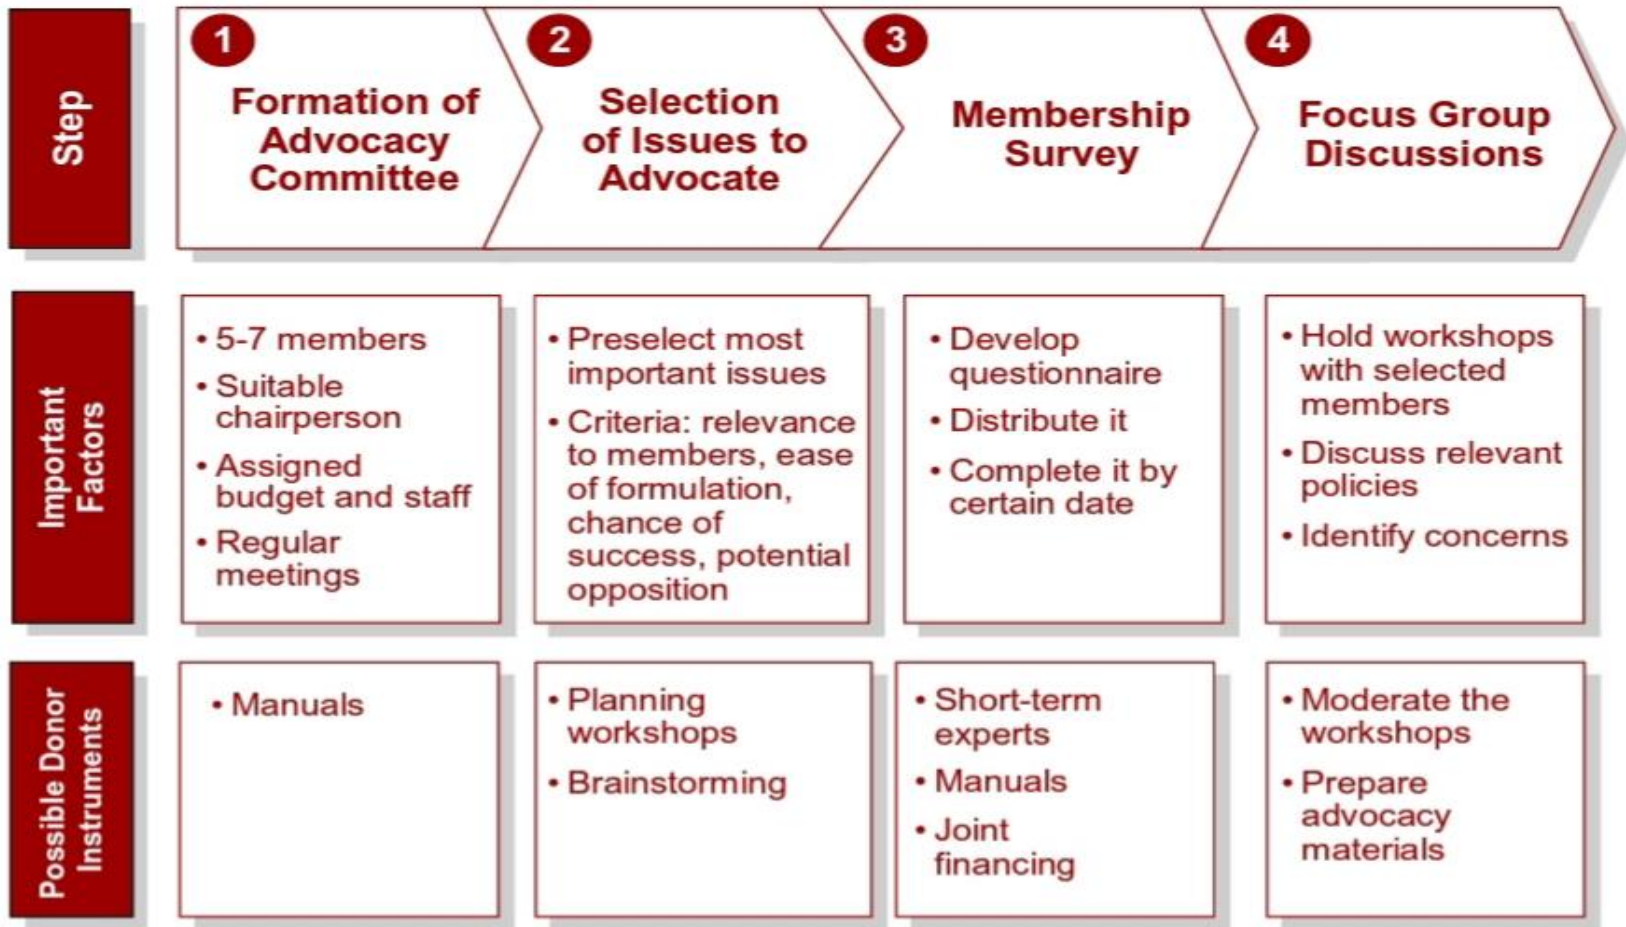 Step
1
Formation of
Advocacy
Committee
2
Selection
of Issues to
Advocate
3
Membership
Survey
4
Focus Group
Discussions
Important
Factors
• 5-7 members
• Suitable
chairperson
• Assigned
budget and staff
• Regular
meetings
• Preselect most
important issues
• Criteria: relevance
to members, ease
of formulation,
chance of
success, potential
opposition
• Develop
questionnaire
• Distribute it
• Complete it by
certain date
• Hold workshops
with selected
members
• Discuss relevant
policies
• Identify concerns
Possible Donor
Instruments
• Manuals
• Planning
workshops
• Brainstorming
• Short-term
experts
• Manuals
• Joint
financing
• Moderate the
workshops
• Prepare
advocacy
materials